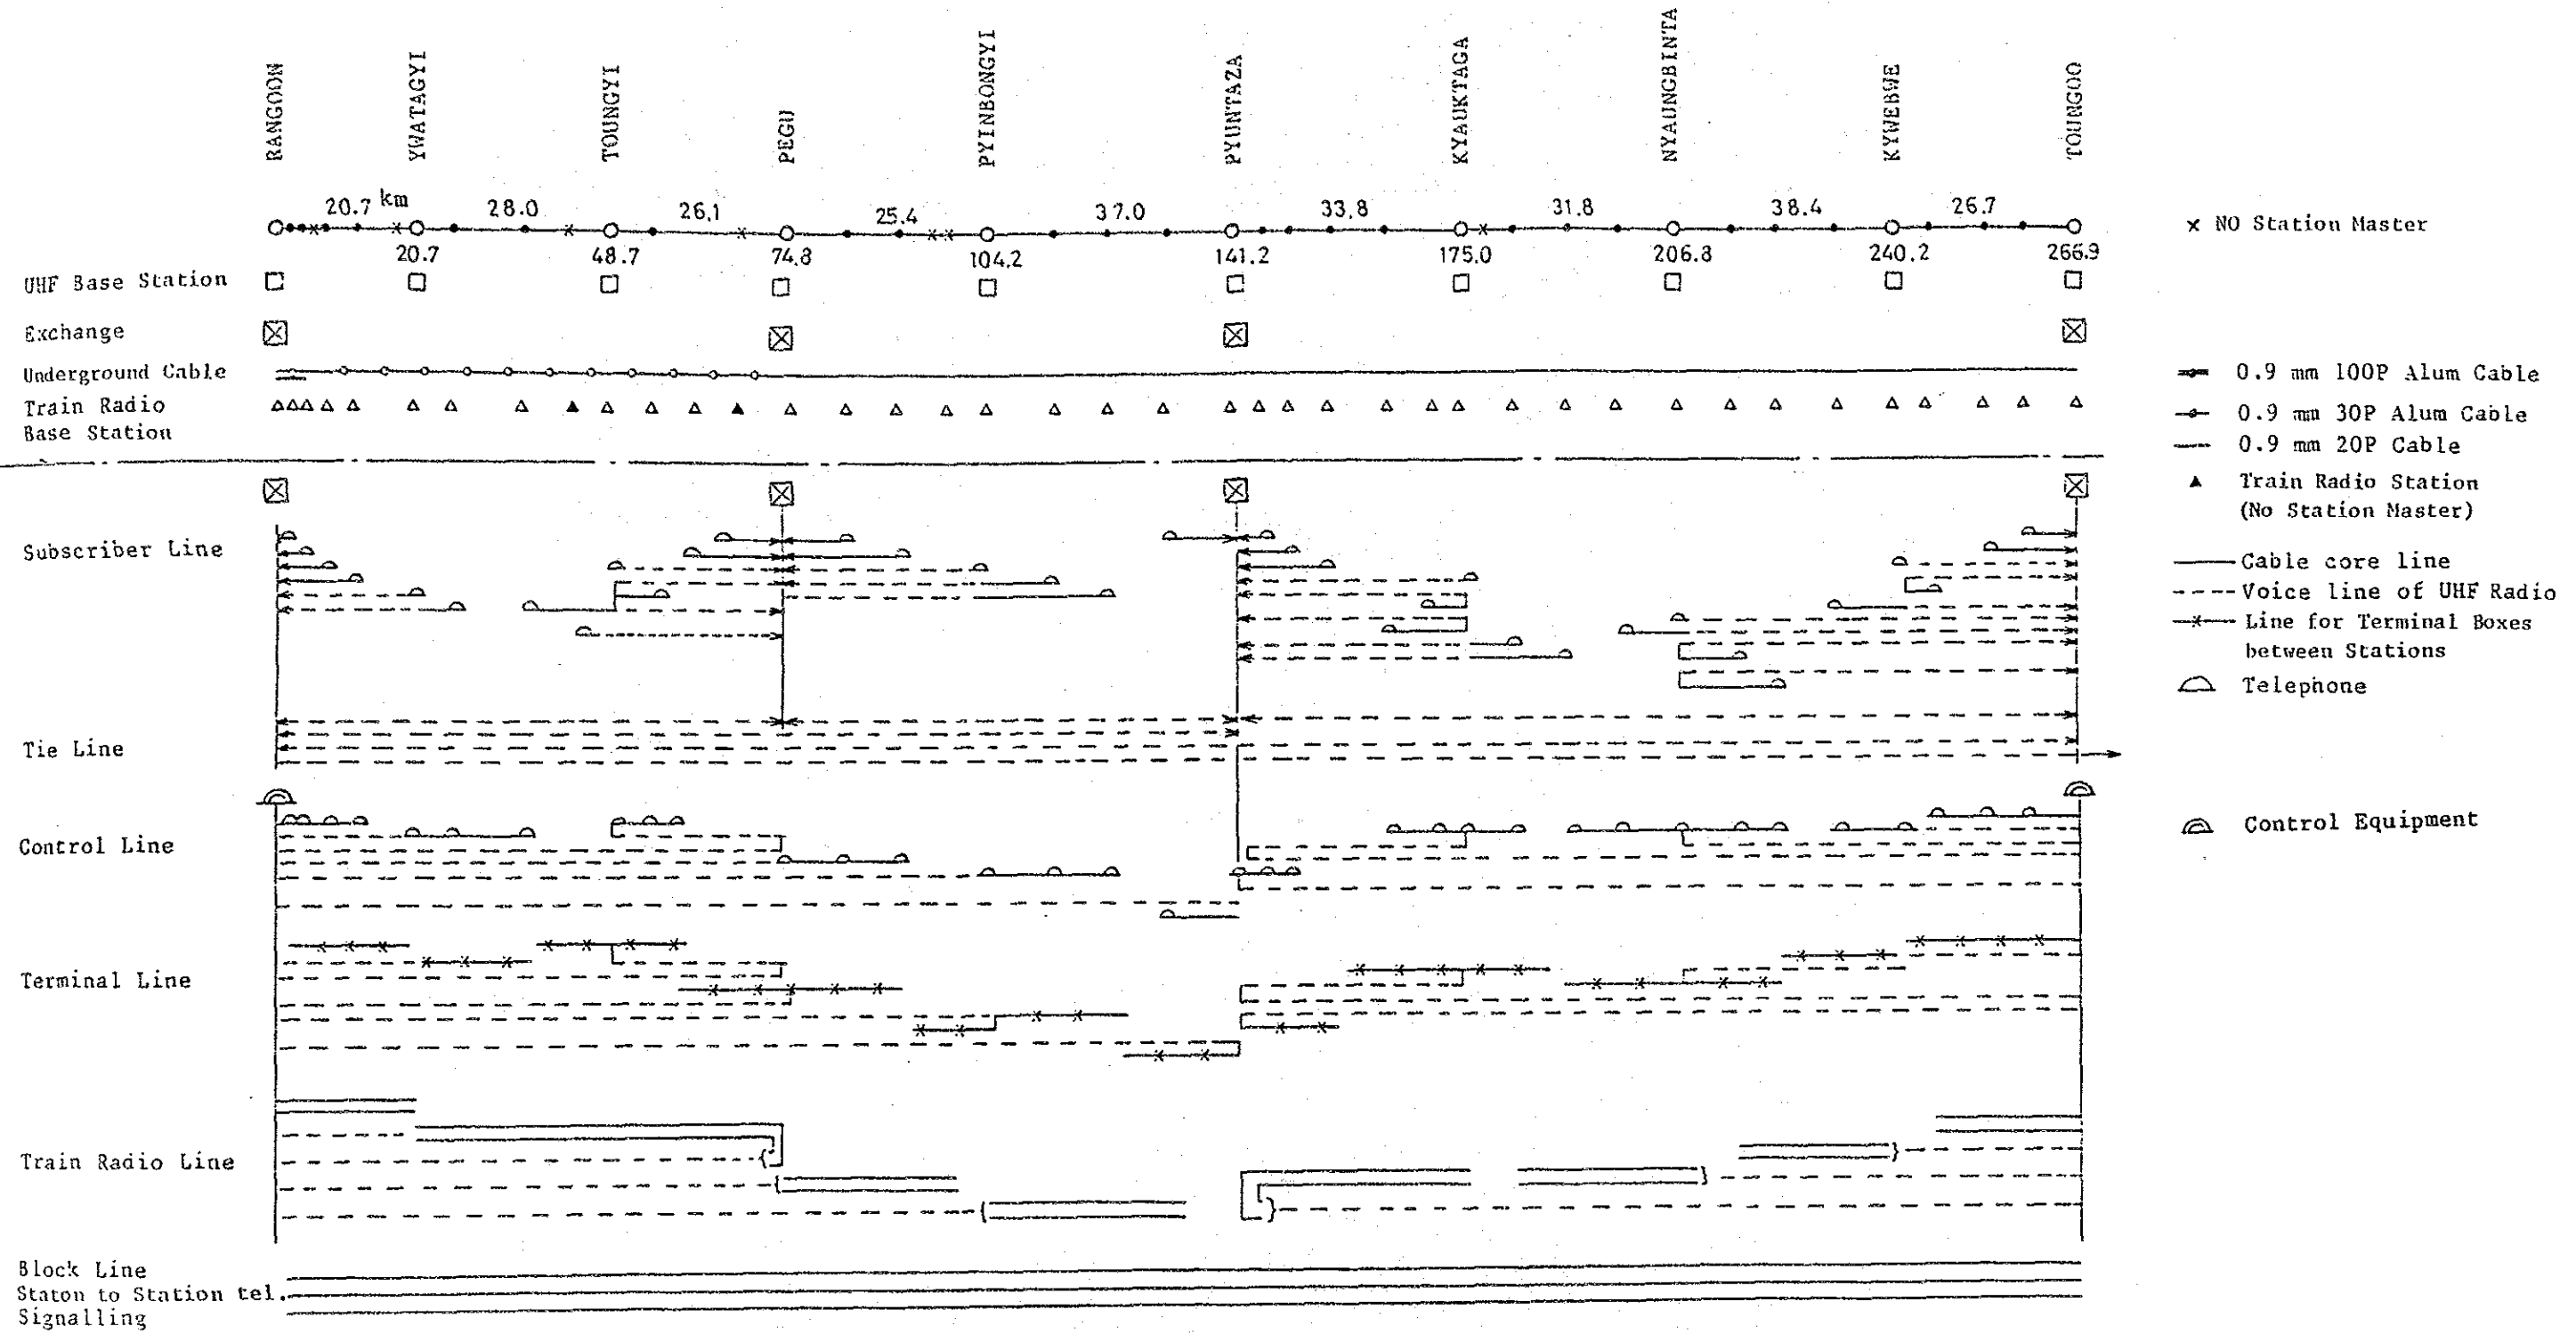 RANGOON
YWATAGYI
TOUNGYI
PEGU
PYINBONGYI
PYUNTAZA
KYAUKTAGA
NYAUNGBINTA
KYWEBWE
TOUNGOO
20.7 km 28.0 26.1 25.4 37.0 33.8 31.8 38.4 26.7
x NO Station Master
20.7 48.7 74.8 104.2 141.2 175.0 206.8 240.2 266.9
UHF Base Station
Exchange
Underground Cable
0.9 mm 100P Alum Cable
Train Radio
Base Station
0.9 mm 30P Alum Cable
0.9 mm 20P Cable
Train Radio Station
(No Station Master)
Subscriber Line
Cable core line
Voice line of UHF Radio
Line for Terminal Boxes
between Stations
Telephone
Tie Line
Control Line
Control Equipment
Terminal Line
Train Radio Line
Block Line
Staton to Station tel.
Signalling